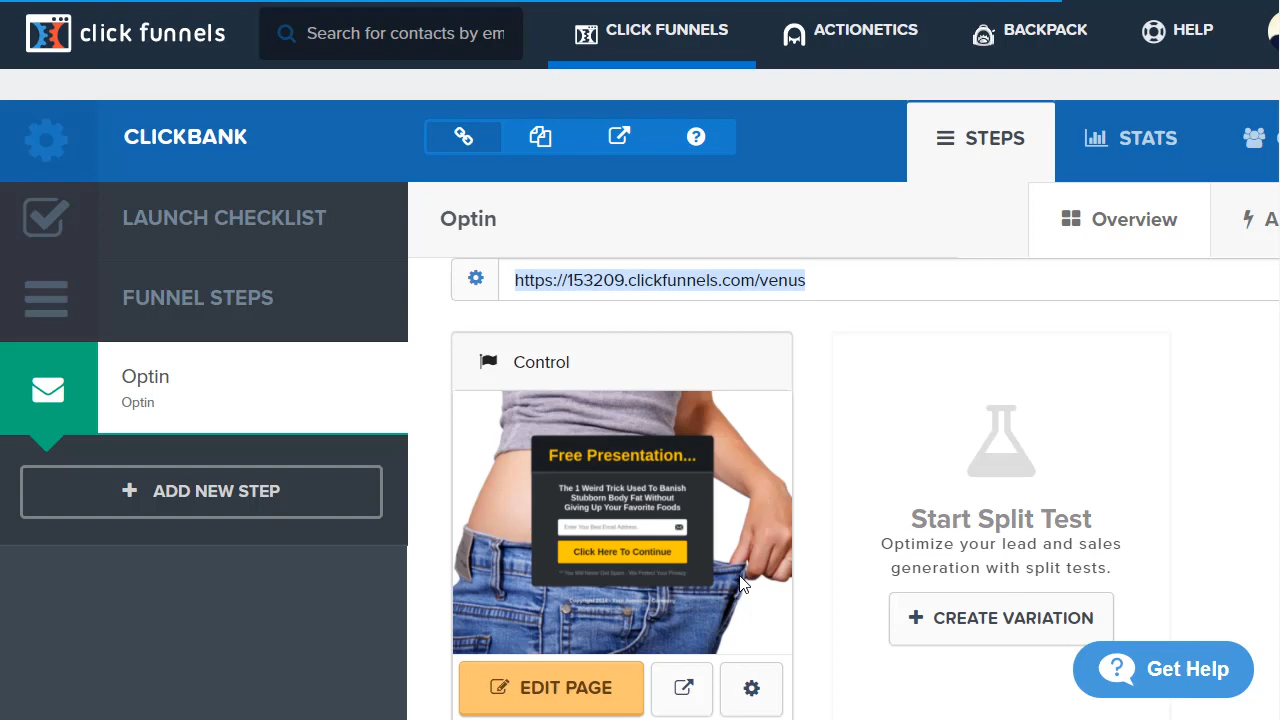 click funnels
Search for contacts by em
CLICK FUNNELS
ACTIONETICS
BACKPACK
HELP
CLICKBANK
STEPS
STATS
LAUNCH CHECKLIST
Optin
Overview
A
FUNNEL STEPS
https://153209.clickfunnels.com/venus
Optin
Optin
ADD NEW STEP
Control
Free Presentation...
The 1 Weird Trick Used To Banish
Stubborn Body Fat Without
Giving Up Your Favorite Foods
Enter Your Best Email Address
Click Here To Continue
Start Split Test
Optimize your lead and sales
generation with split tests.
CREATE VARIATION
Get Help
EDIT PAGE